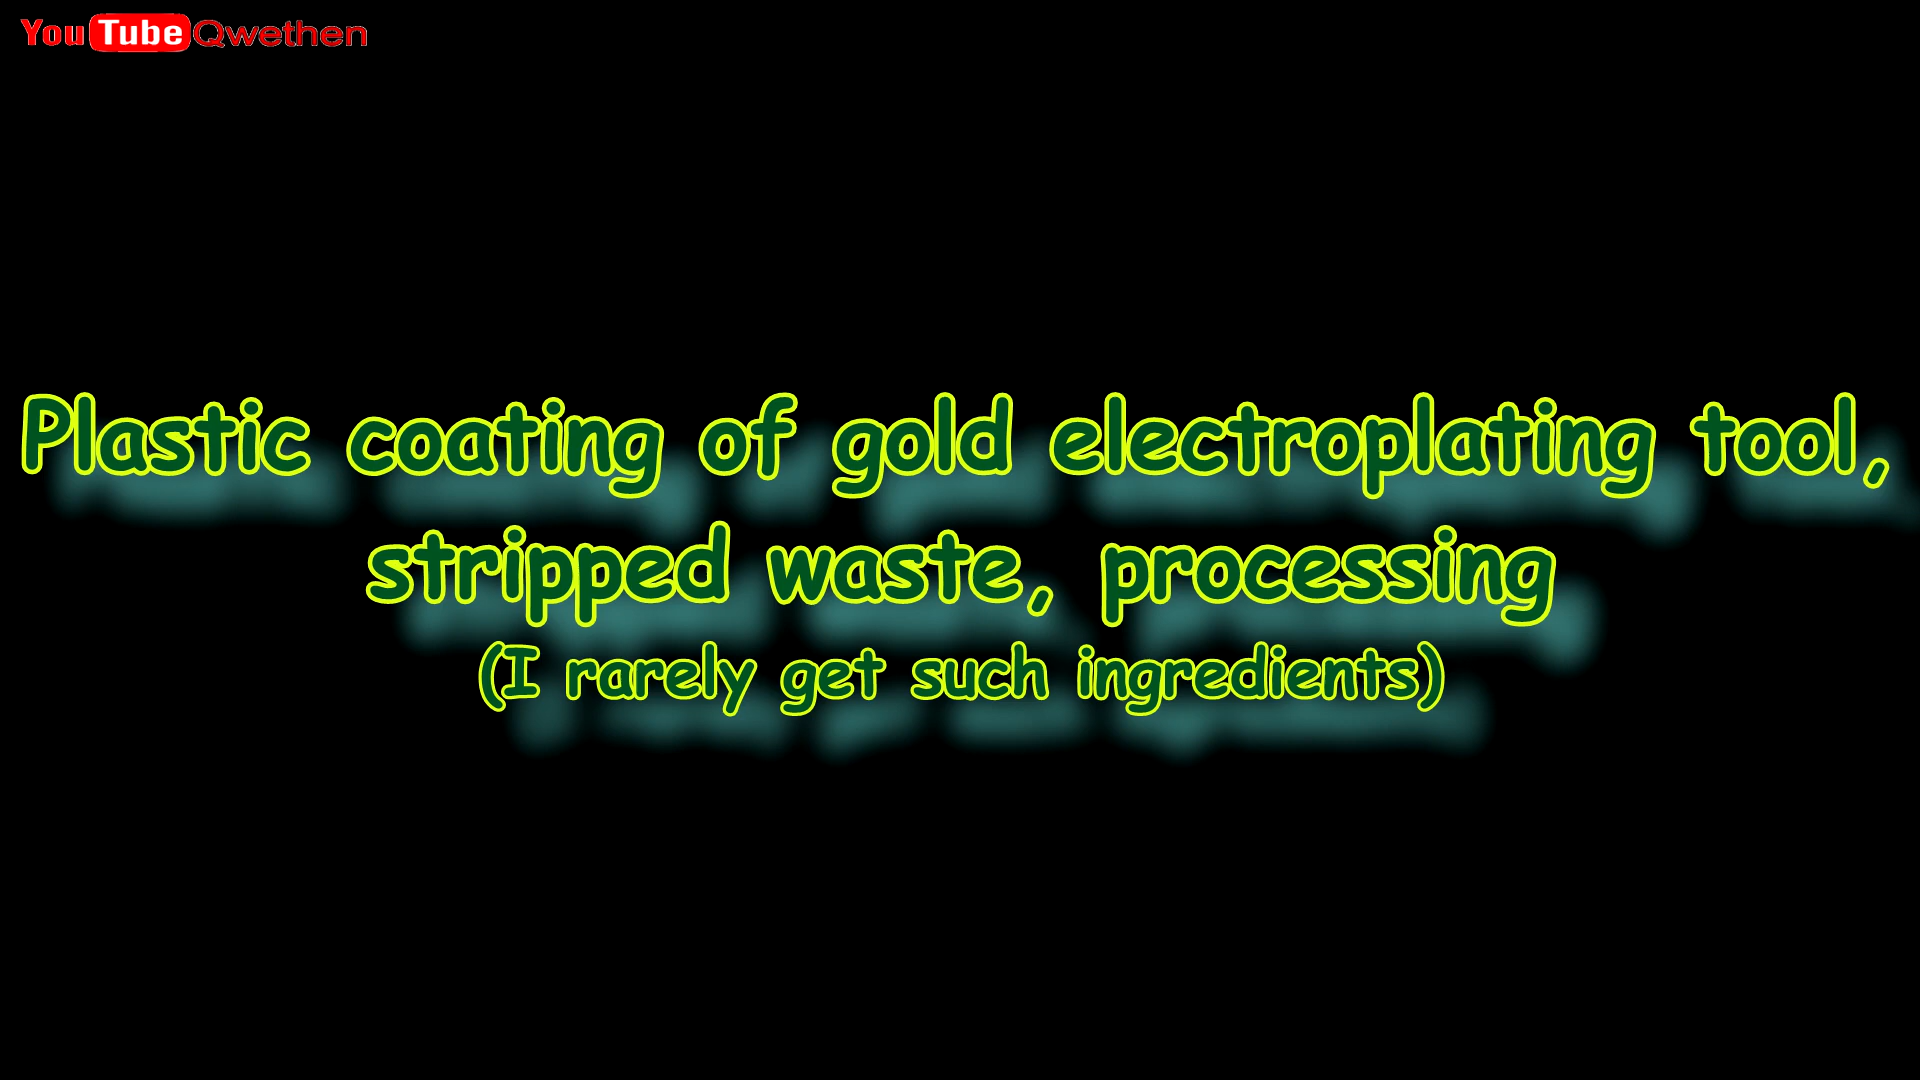 YouTube Qwethen
Plastic coating of gold electroplating tool,
stripped waste, processing
(I rarely get such ingredients)